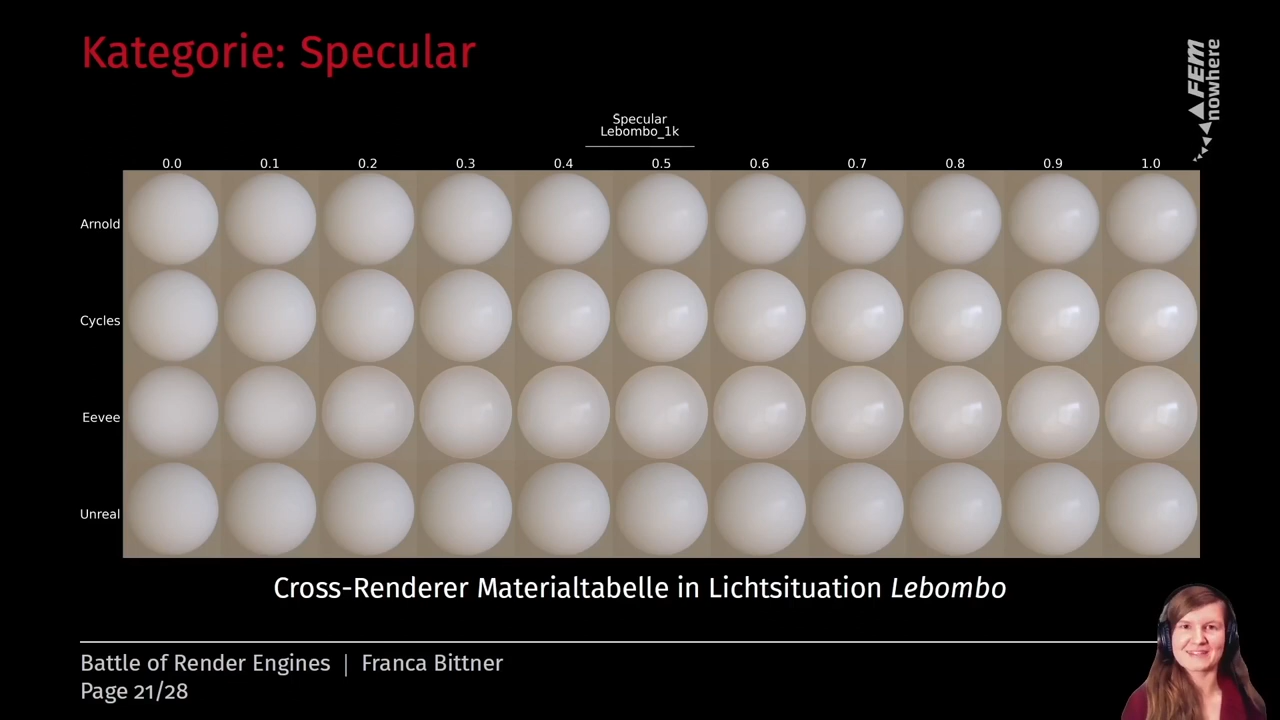 Kategorie: Specular
FEM
nowhere
Specular
Lebombo_1k
0.0 0.1 0.2 0.3 0.4 0.5 0.6 0.7 0.8 0.9 1.0
Arnold
Cycles
Eevee
Unreal
Cross-Renderer Materialtabelle in Lichtsituation Lebombo
Battle of Render Engines | Franca Bittner
Page 21/28